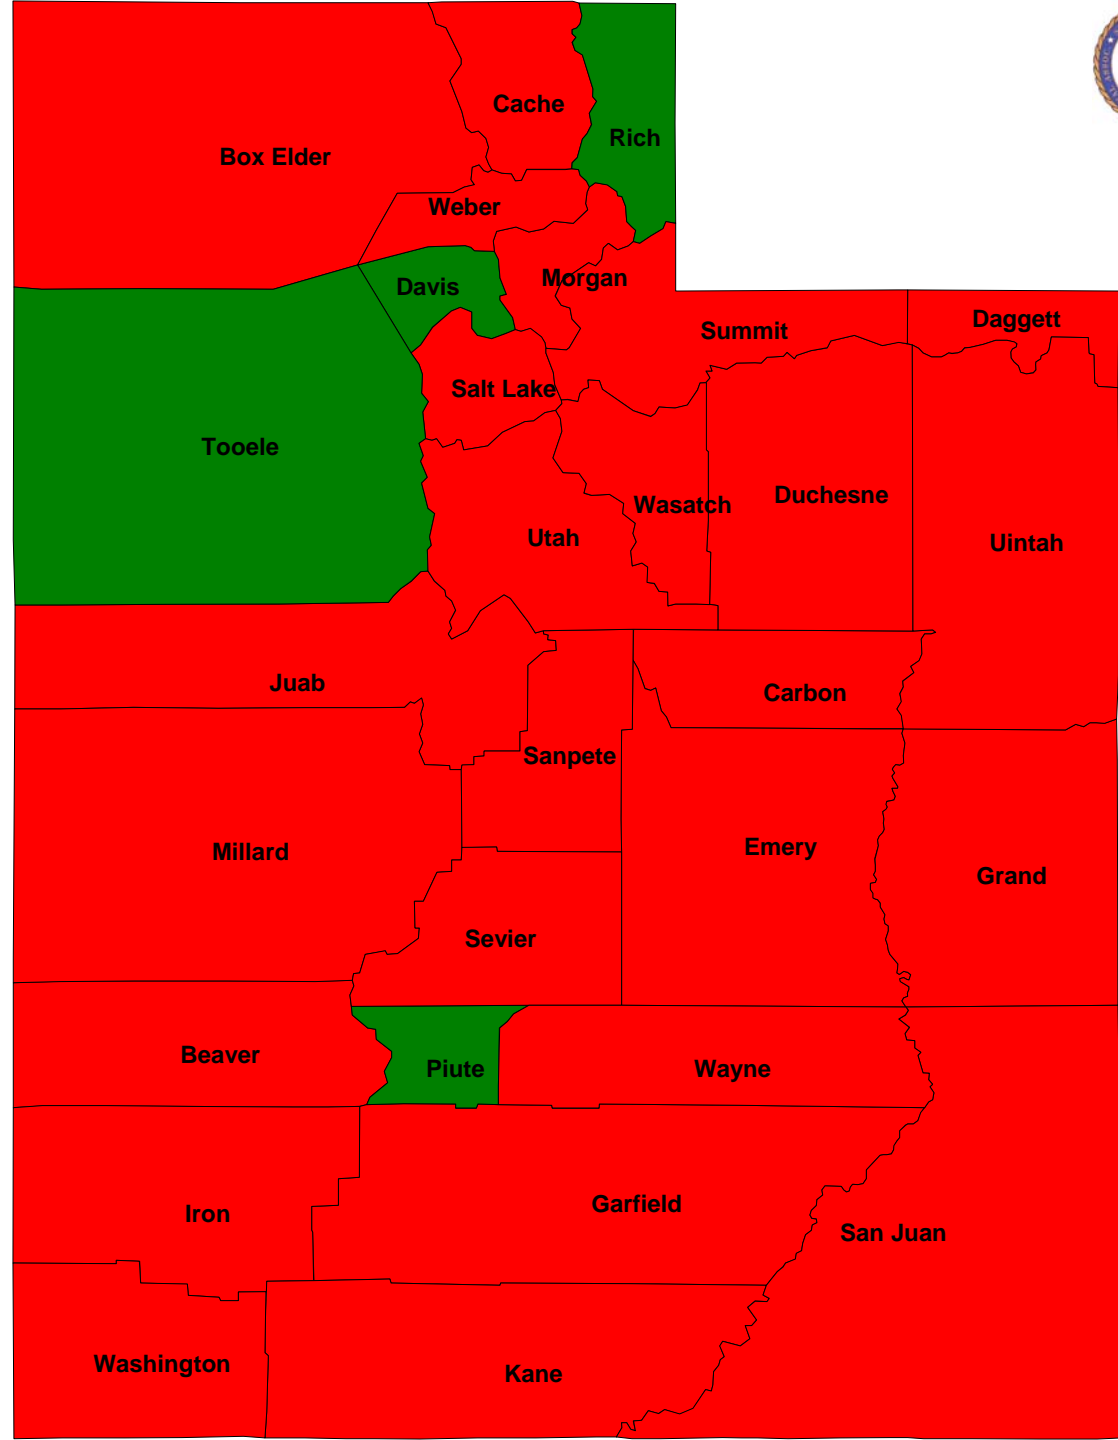 Cache
Rich
Box Elder
Weber
Morgan
Davis
Summit
Daggett
Salt Lake
Tooele
Wasatch
Duchesne
Utah
Uintah
Juab
Carbon
Sanpete
Millard
Emery
Grand
Sevier
Beaver
Piute
Wayne
Iron
Garfield
San Juan
Washington
Kane